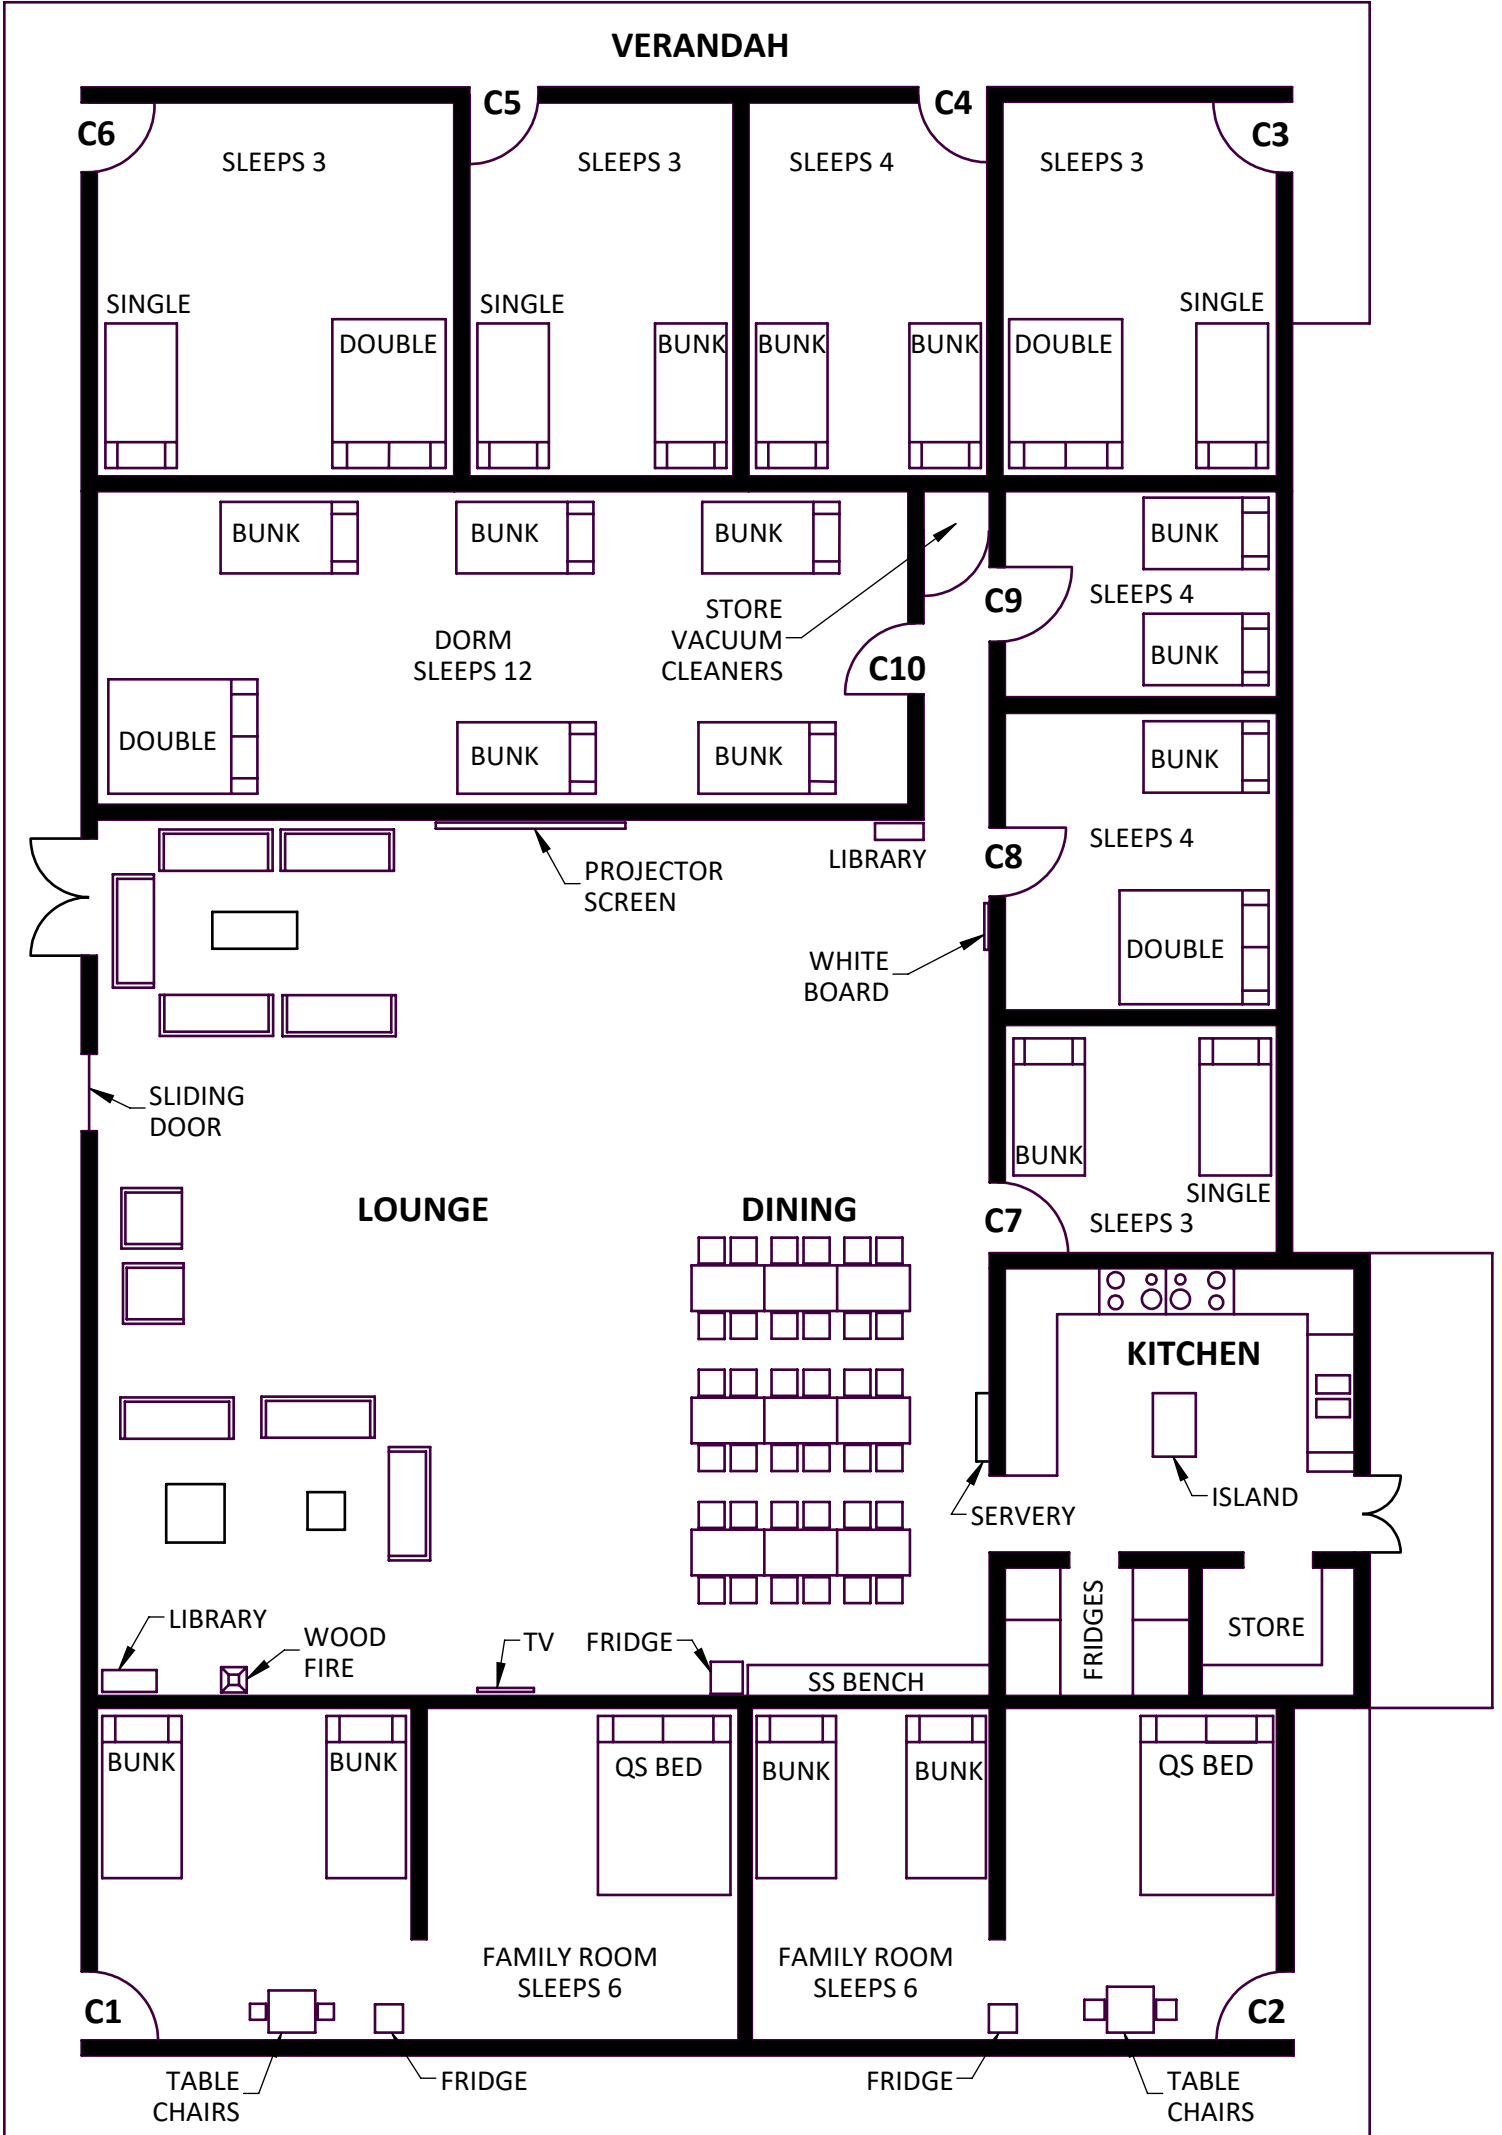 VERANDAH
C6
C5
C4
C3
SLEEPS 3
SLEEPS 3
SLEEPS 4
SLEEPS 3
SINGLE
SINGLE
SINGLE
DOUBLE
BUNK
BUNK
BUNK
DOUBLE
BUNK
BUNK
BUNK
BUNK
STORE
VACUUM
CLEANERS
C9
SLEEPS 4
DORM
SLEEPS 12
C10
BUNK
DOUBLE
BUNK
BUNK
BUNK
PROJECTOR
SCREEN
LIBRARY
C8
SLEEPS 4
WHITE
BOARD
DOUBLE
SLIDING
DOOR
BUNK
SINGLE
LOUNGE
DINING
C7
SLEEPS 3
KITCHEN
ISLAND
SERVERY
LIBRARY
WOOD
FIRE
TV
FRIDGE
SS BENCH
FRIDGES
STORE
BUNK
BUNK
QS BED
BUNK
BUNK
QS BED
FAMILY ROOM
SLEEPS 6
FAMILY ROOM
SLEEPS 6
C1
C2
TABLE
CHAIRS
FRIDGE
FRIDGE
TABLE
CHAIRS